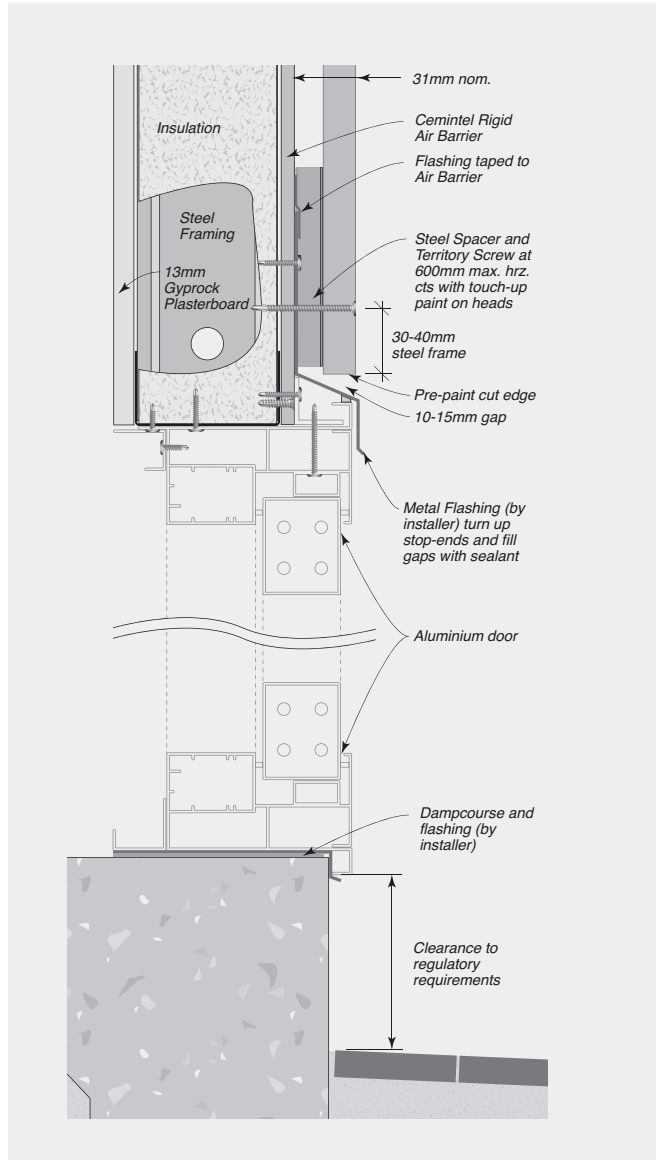 31mm nom.
Cemintel Rigid
Air Barrier
Insulation
Flashing taped to
Air Barrier
Steel
Framing
Steel Spacer and
Territory Screw at
600mm max. hrz.
cts with touch-up
paint on heads
13mm
Gyprock
Plasterboard
30-40mm
steel frame
Pre-paint cut edge
10-15mm gap
Metal Flashing (by
installer) turn up
stop-ends and fill
gaps with sealant
Aluminium door
Dampcourse and
flashing (by
installer)
Clearance to
regulatory
requirements